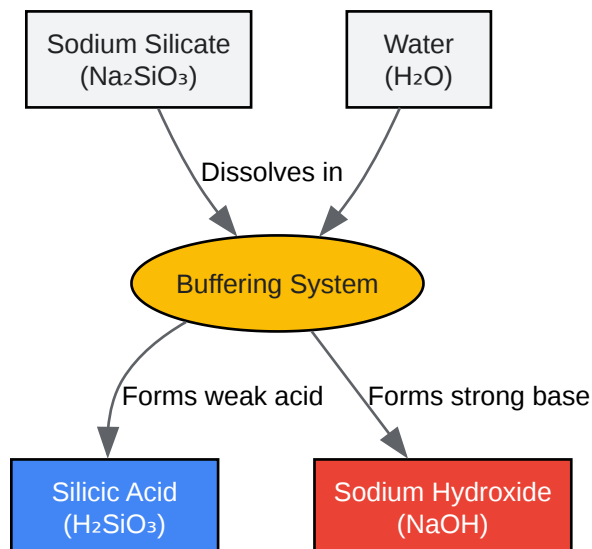 Sodium Silicate
(Na₂SiO₃)
Water
(H₂O)
Dissolves in
Buffering System
Forms weak acid
Forms strong base
Silicic Acid
(H₂SiO₃)
Sodium Hydroxide
(NaOH)